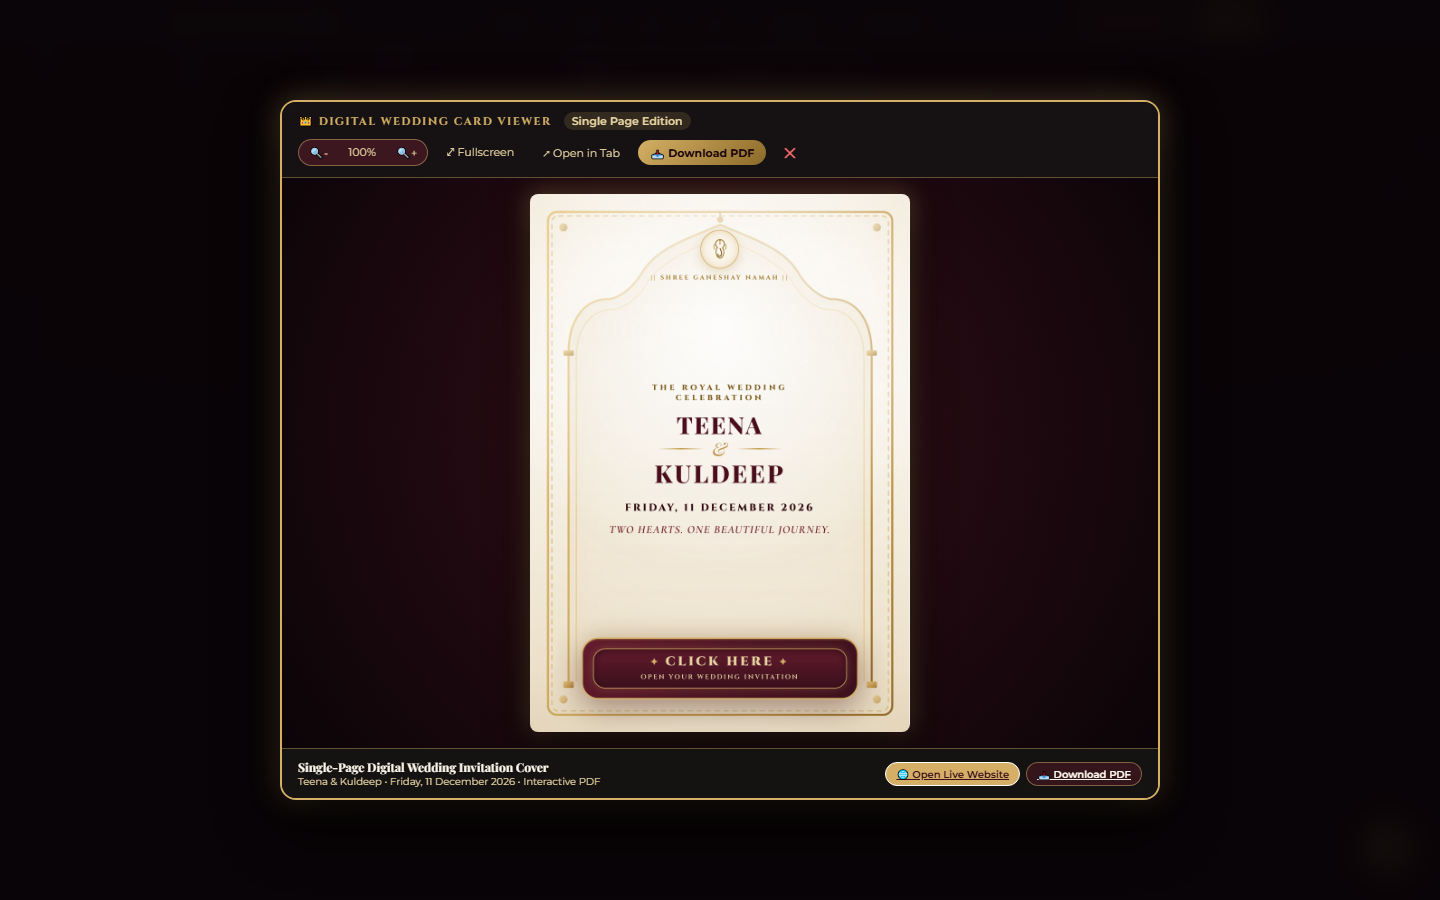 DIGITAL WEDDING CARD VIEWER Single Page Edition
- 100% + Fullscreen Open in Tab Download PDF
|| SHREE GANESHAY NAMAH ||
THE ROYAL WEDDING
CELEBRATION
TEENA
&
KULDEEP
FRIDAY, 11 DECEMBER 2026
TWO HEARTS. ONE BEAUTIFUL JOURNEY.
CLICK HERE
OPEN YOUR WEDDING INVITATION
Single-Page Digital Wedding Invitation Cover
Teena & Kuldeep • Friday, 11 December 2026 • Interactive PDF
Open Live Website Download PDF